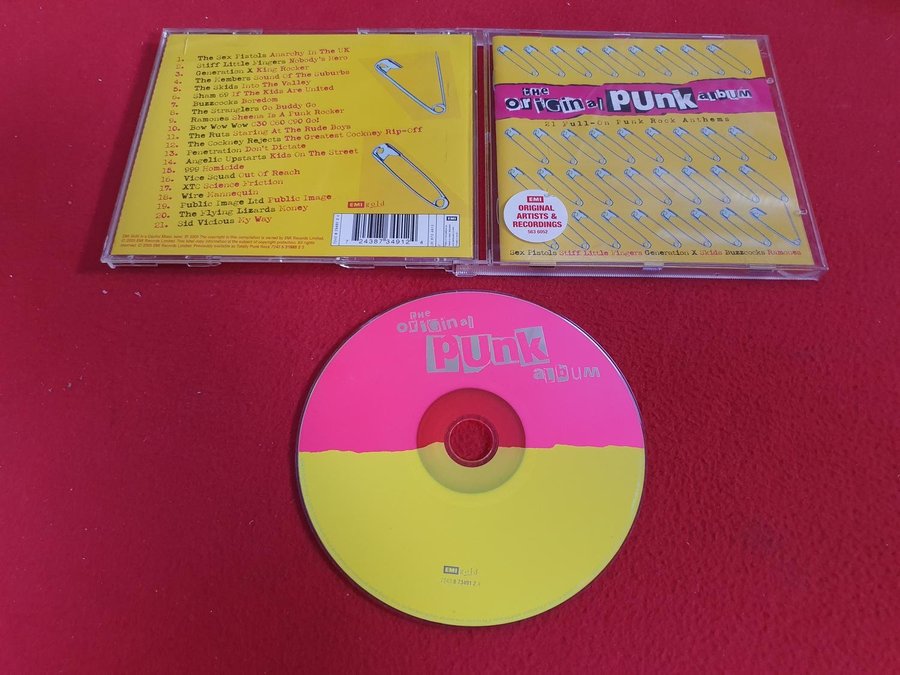 1. The Sex Pistols Anarchy In The UK
2. Stiff Little Fingers Nobody's Hero
3. Generation X King Rocker
4. The Members Sound Of The Suburbs
5. The Skids Into The Valley
6. Sham 69 If The Kids Are United
7. Buzzcocks Boredom
8. The Stranglers Go Buddy Go
9. Ramones Sheena Is A Punk Rocker
10. Bow Wow Wow C30 C60 C90 Go!
11. The Ruts Staring At The Rude Boys
12. The Cockney Rejects The Greatest Cockney Rip-Off
13. Penetration Don't Dictate
14. Angelic Upstarts Kids On The Street
15. 999 Homicide
16. Vice Squad Out Of Reach
17. XTC Science Friction
18. Wire Mannequin
19. Public Image Ltd Public Image
20. The Flying Lizards Money
21. Sid Vicious My Way
EMI gold
7 24387 34912
the
original punk album
21 Full-On Punk Rock Anthems
EMI
ORIGINAL
ARTISTS &
RECORDINGS
Sex Pistols Stiff Little Fingers Generation X Skids Buzzcocks Ramones
the
original
punk
album
EMI gold